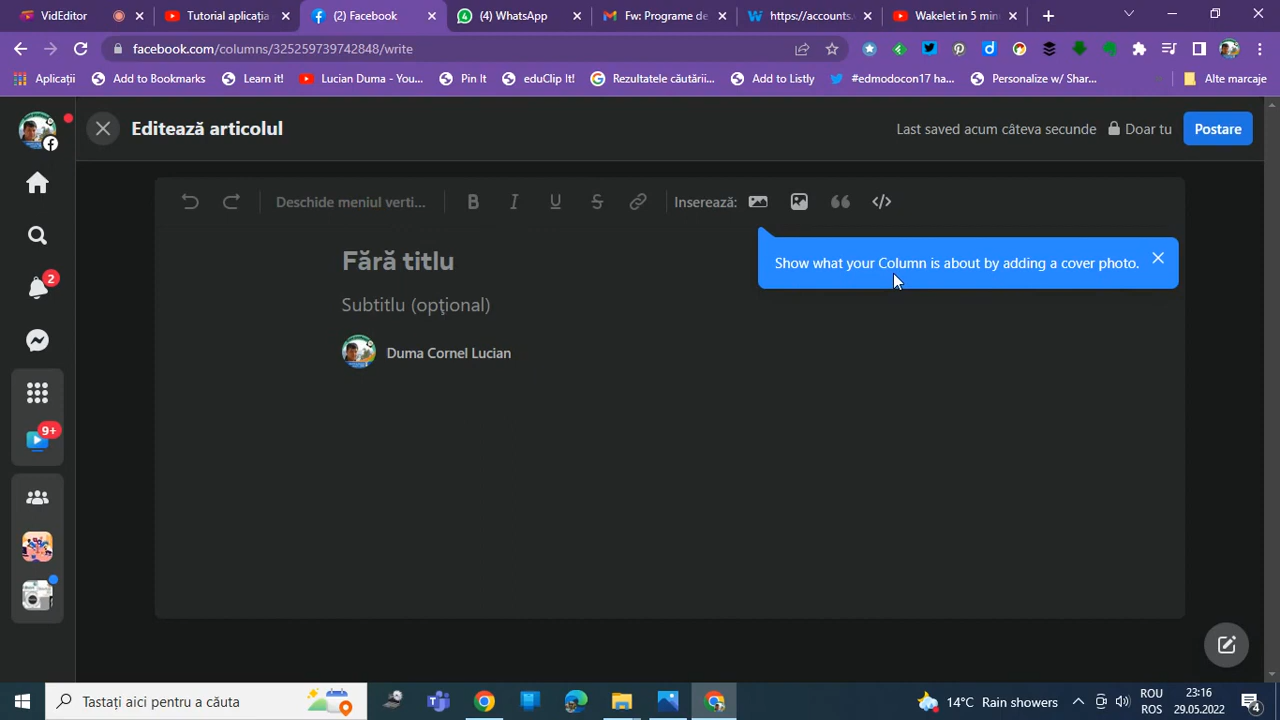 VidEditor
Tutorial aplicația
(2) Facebook
(4) WhatsApp
Fw: Programe de
https://accounts.
Wakelet in 5 min
facebook.com/columns/325259739742848/write
Aplicații
Add to Bookmarks
Learn it!
Lucian Duma - You...
Pin It
eduClip It!
Rezultatele căutării...
Add to Listly
#edmodocon17 ha...
Personalize w/ Shar...
Alte marcaje
Editează articolul
Last saved acum câteva secunde
Doar tu
Postare
Deschide meniul verti...
B I U S
Inserează:
Fără titlu
Show what your Column is about by adding a cover photo.
Subtitlu (opțional)
Duma Cornel Lucian
2
9+
Tastați aici pentru a căuta
14°C Rain showers
ROU
ROS
23:16
29.05.2022
4